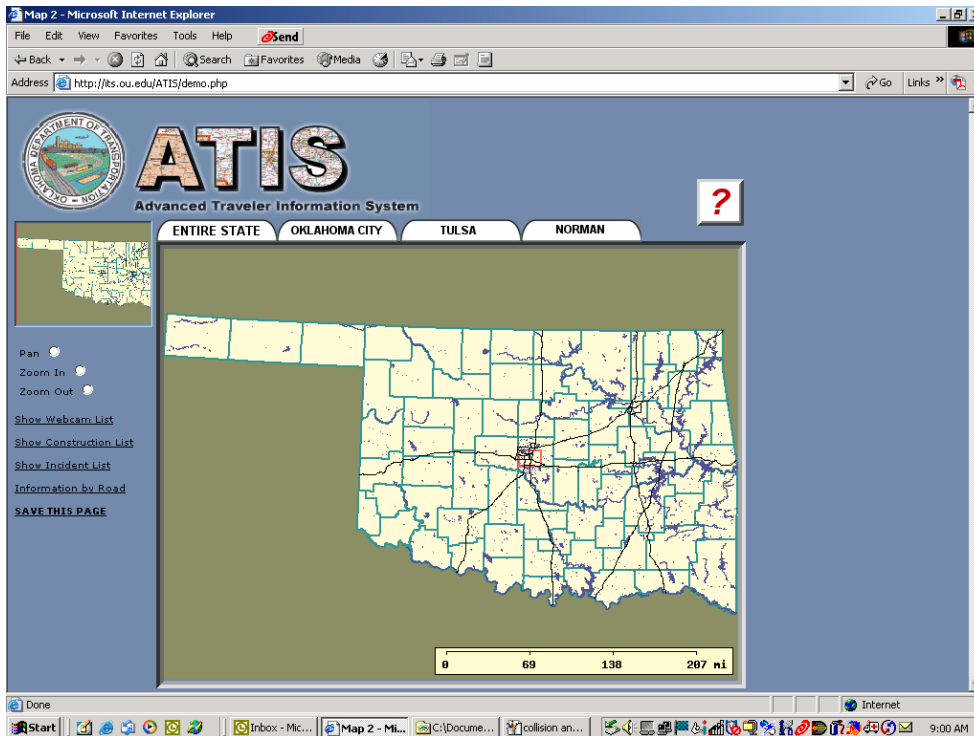 Map 2 - Microsoft Internet Explorer
File Edit View Favorites Tools Help Send
Back Search Favorites Media
Address http://its.ou.edu/ATIS/demo.php Go Links »
OKLAHOMA DEPARTMENT OF TRANSPORTATION
ATIS
Advanced Traveler Information System
?
ENTIRE STATE OKLAHOMA CITY TULSA NORMAN
Pan
Zoom In
Zoom Out
Show Webcam List
Show Construction List
Show Incident List
Information by Road
SAVE THIS PAGE
0 69 138 207 mi
Done Internet
Start Inbox - Mic... Map 2 - Mi... C:\Docume... collision an... 9:00 AM